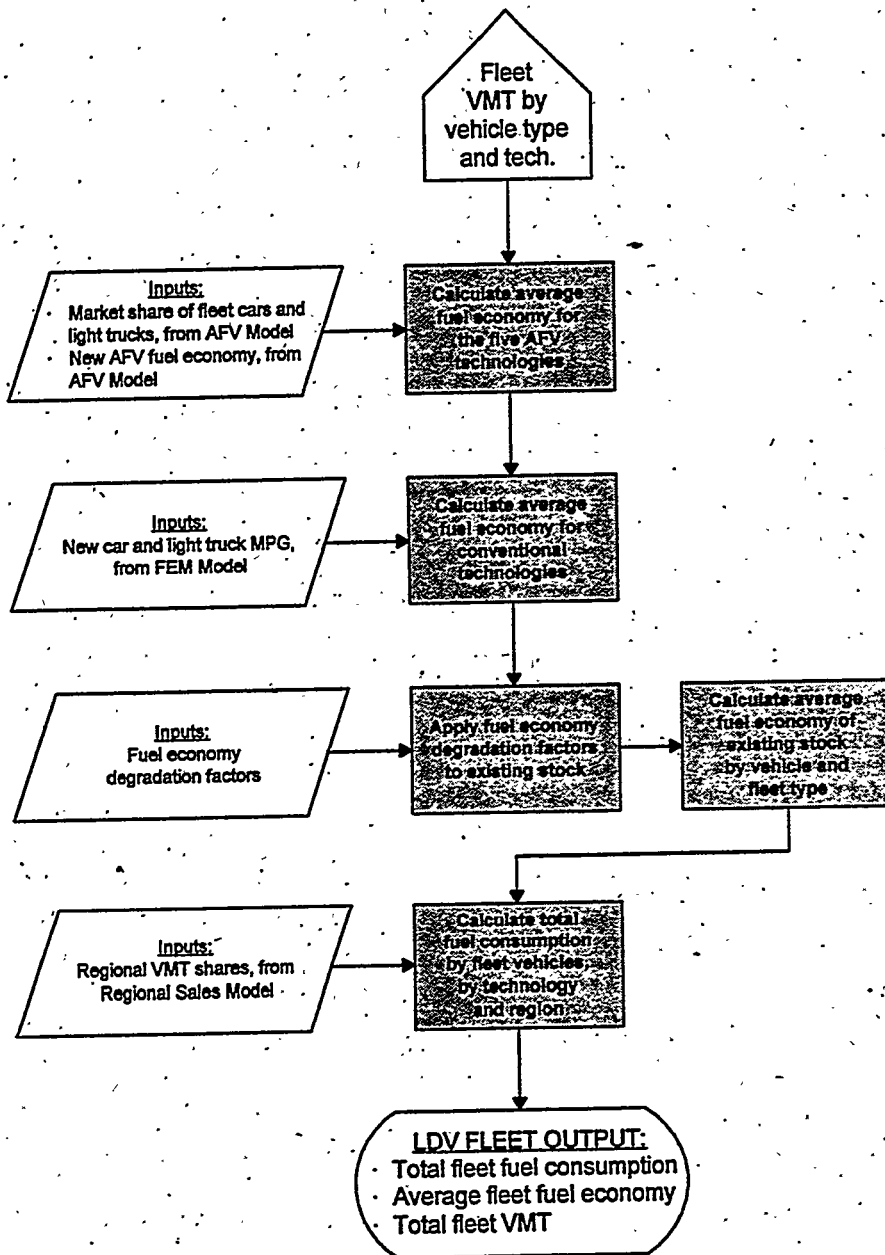 Fleet
VMT by
vehicle type
and tech.
Inputs:
· Market share of fleet cars and
light trucks, from AFV Model
· New AFV fuel economy, from
AFV Model
Calculate average
fuel economy for
the five AFV
technologies
Inputs:
New car and light truck MPG,
from FEM Model
Calculate average
fuel economy for
conventional
technologies
Inputs:
Fuel economy
degradation factors
Apply fuel economy
degradation factors
to existing stock
Calculate average
fuel economy of
existing stock
by vehicle and
fleet type
Inputs:
Regional VMT shares, from
Regional Sales Model
Calculate total
fuel consumption
by fleet vehicles,
by technology
and region
LDV FLEET OUTPUT:
· Total fleet fuel consumption
· Average fleet fuel economy
· Total fleet VMT